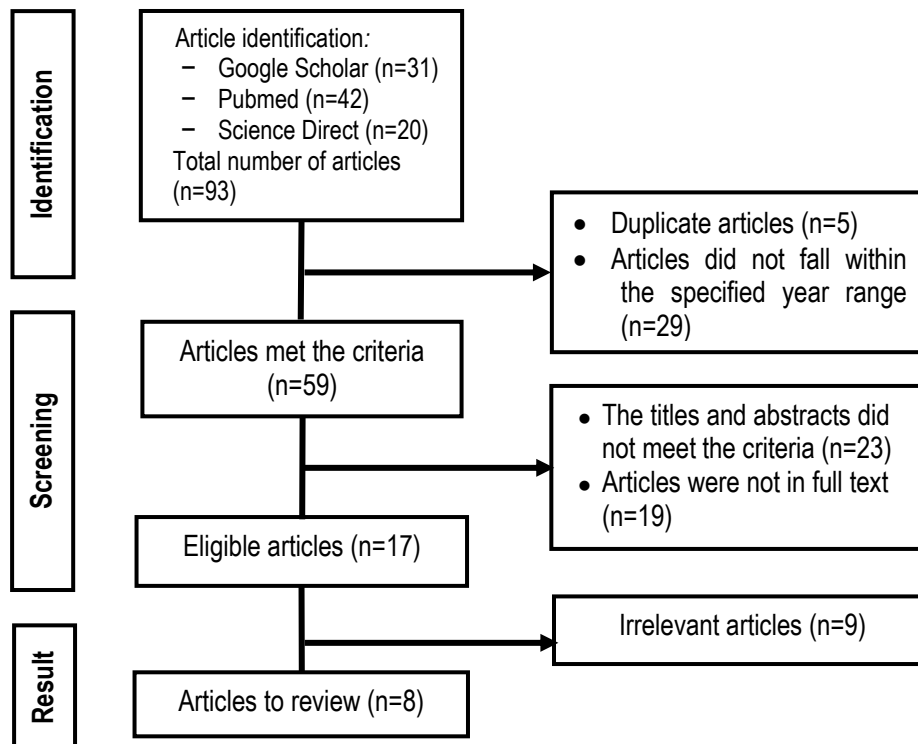 Identification
Article identification:
− Google Scholar (n=31)
− Pubmed (n=42)
− Science Direct (n=20)
Total number of articles
(n=93)
• Duplicate articles (n=5)
• Articles did not fall within
the specified year range
(n=29)
Screening
Articles met the criteria
(n=59)
• The titles and abstracts did
not meet the criteria (n=23)
• Articles were not in full text
(n=19)
Eligible articles (n=17)
Irrelevant articles (n=9)
Result
Articles to review (n=8)